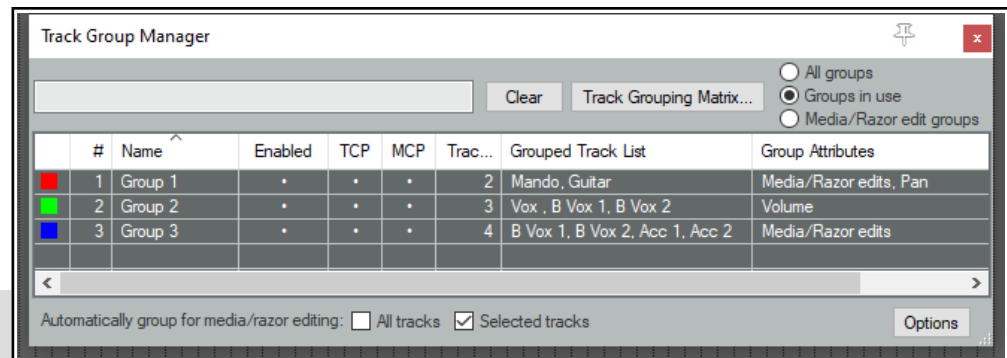 Track Group Manager
x
All groups
Clear Track Grouping Matrix... Groups in use
Media/Razor edit groups
# Name Enabled TCP MCP Trac... Grouped Track List Group Attributes
1 Group 1 • • • 2 Mando, Guitar Media/Razor edits, Pan
2 Group 2 • • • 3 Vox , B Vox 1, B Vox 2 Volume
3 Group 3 • • • 4 B Vox 1, B Vox 2, Acc 1, Acc 2 Media/Razor edits
Automatically group for media/razor editing: All tracks Selected tracks Options